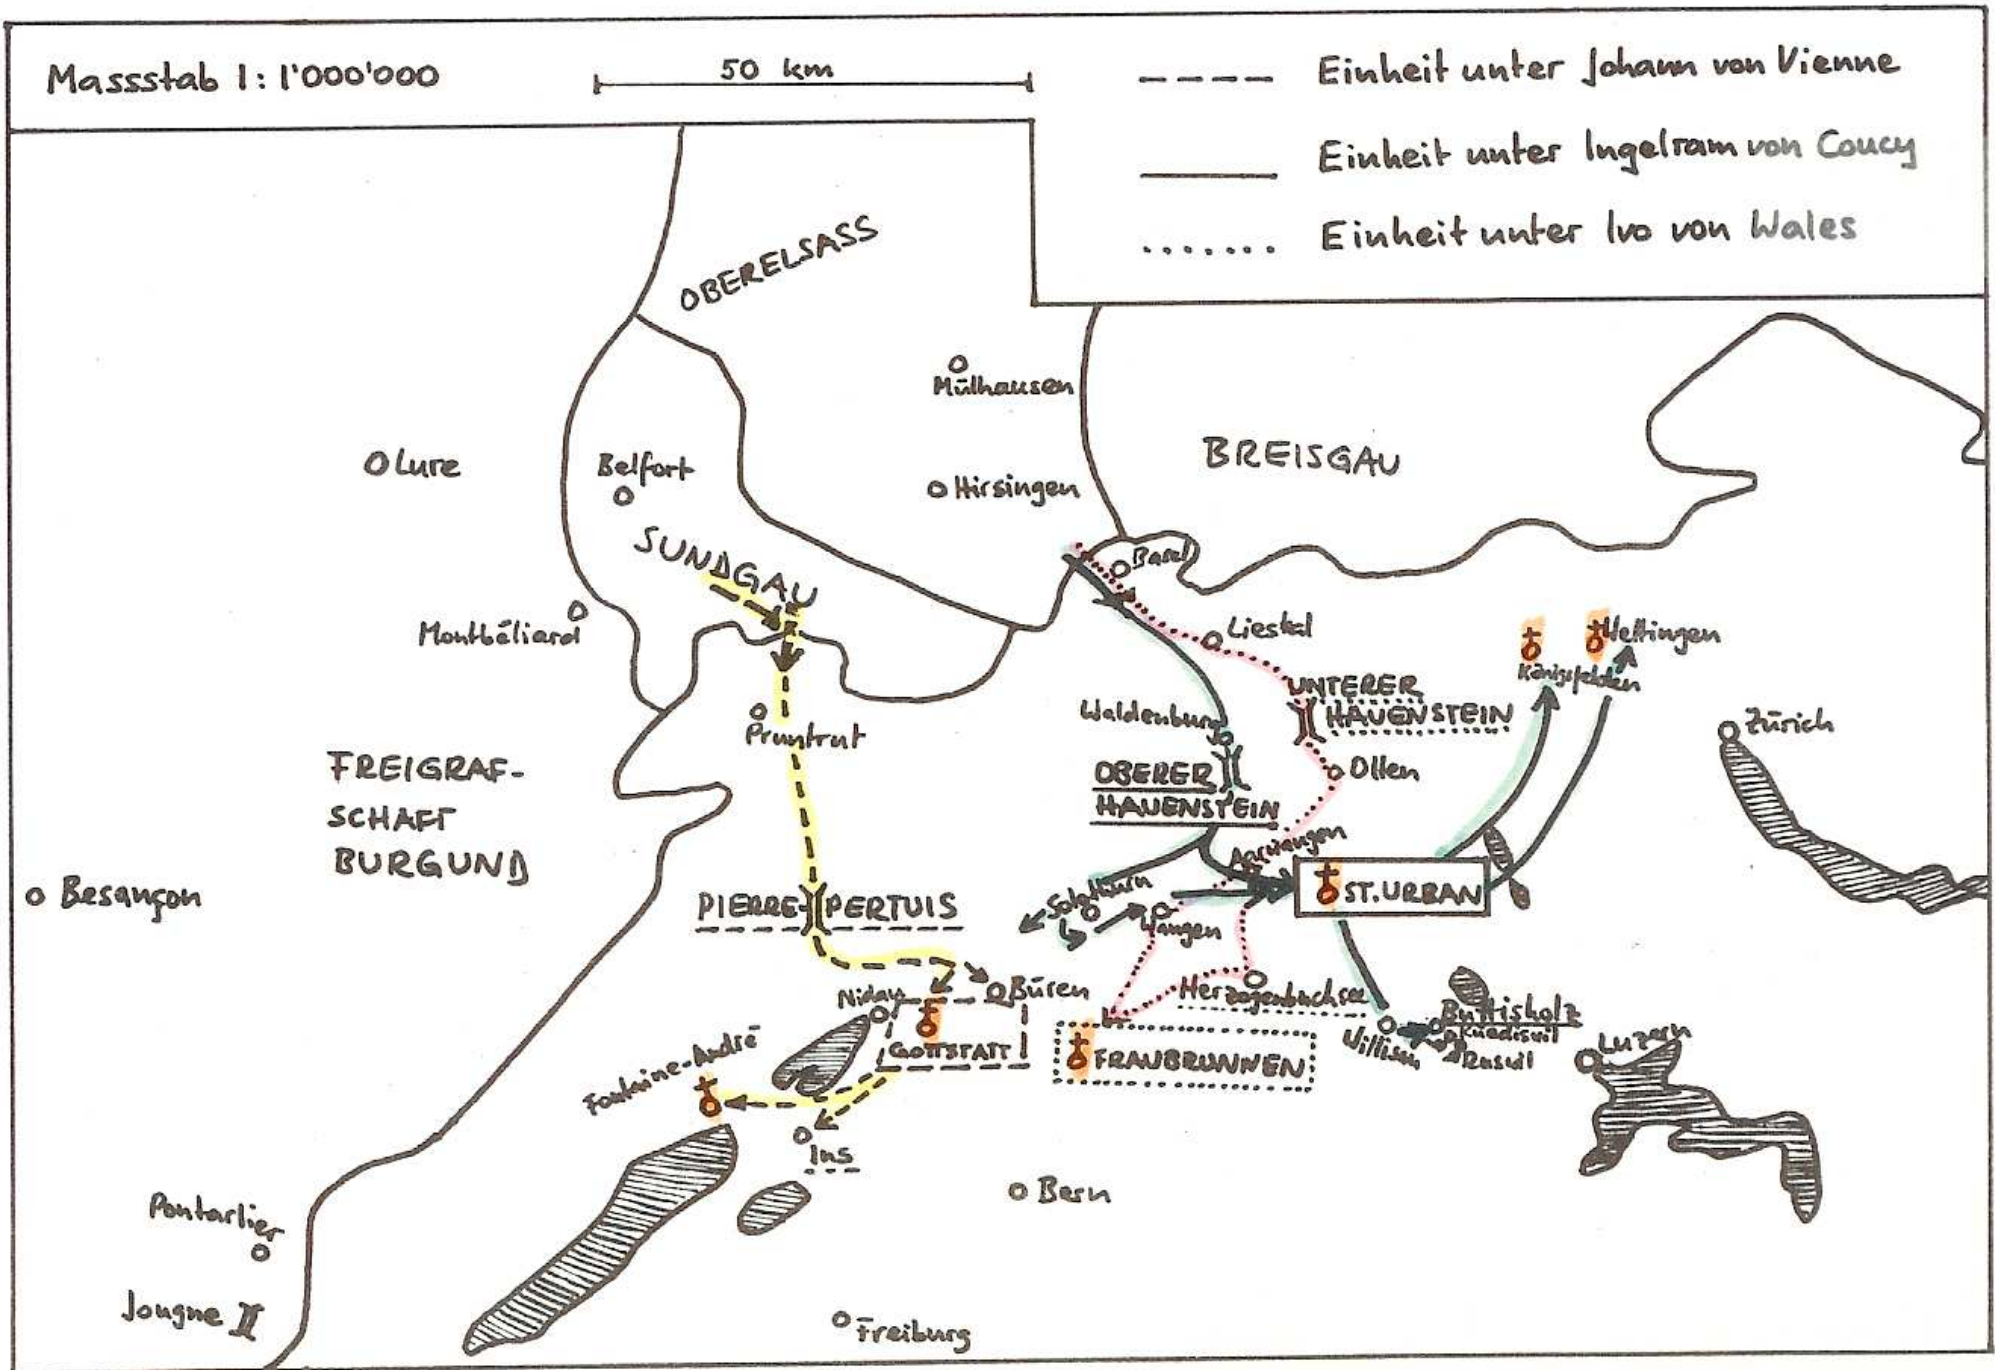 Massstab 1:1'000'000
50 km
Einheit unter Johann von Vienne
Einheit unter Ingelram von Coucy
Einheit unter Ivo von Wales
OBERELSASS
Mülhausen
BREISGAU
Lure
Belfort
Hirsingen
SUNDGAU
Basel
Montbéliard
Liestal
Wettingen
Königsfelden
Pruntrut
Waldenburg
UNTERER
HAUENSTEIN
Zürich
FREIGRAF-
SCHAFT
BURGUND
OBERER
HAUENSTEIN
Olten
Aarwangen
Besançon
PIERRE-PERTUIS
Solothurn
Wangen
ST. URBAN
Nidau
Büren
Herzogenbuchsee
Buttisholz
GOTTSTATT
FRAUBRUNNEN
Willisau
Ruswil
Luzern
Fontaine-André
Ins
Bern
Pontarlier
Jougne
Freiburg